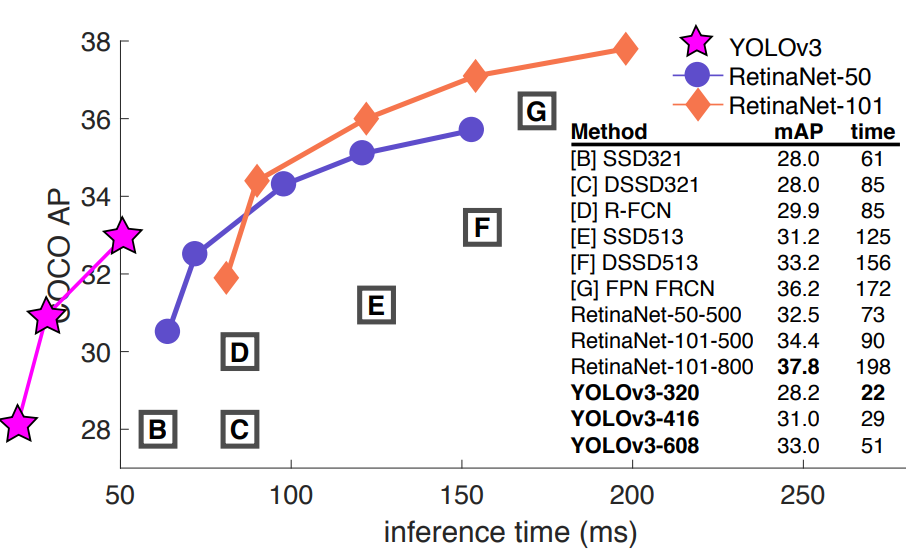 38
36
34
32
30
28
COCO AP
50
100
150
200
250
inference time (ms)
B
C
D
E
F
G
YOLOv3
RetinaNet-50
RetinaNet-101
Method mAP time
[B] SSD321 28.0 61
[C] DSSD321 28.0 85
[D] R-FCN 29.9 85
[E] SSD513 31.2 125
[F] DSSD513 33.2 156
[G] FPN FRCN 36.2 172
RetinaNet-50-500 32.5 73
RetinaNet-101-500 34.4 90
RetinaNet-101-800 37.8 198
YOLOv3-320 28.2 22
YOLOv3-416 31.0 29
YOLOv3-608 33.0 51